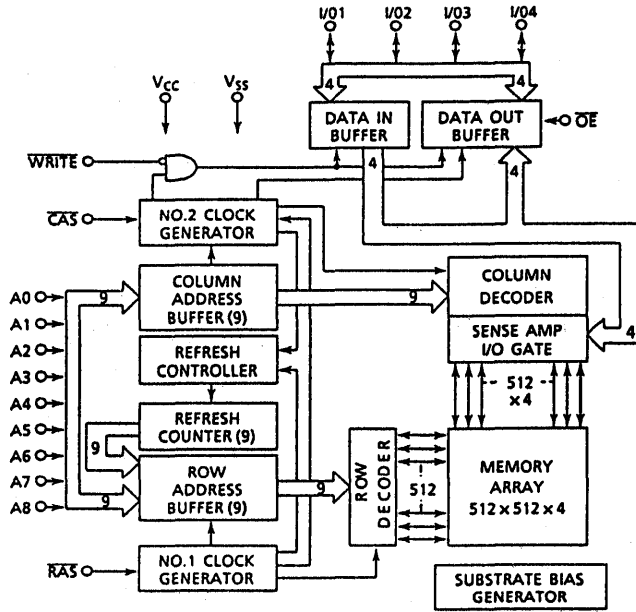 I/O1 I/O2 I/O3 I/O4
4 4
VCC VSS
DATA IN
BUFFER
DATA OUT
BUFFER
OE
WRITE
4 4
CAS
NO.2 CLOCK
GENERATOR
A0
A1
A2
A3
A4
A5
A6
A7
A8
9
COLUMN
ADDRESS
BUFFER (9)
9
COLUMN
DECODER
SENSE AMP
I/O GATE
4
REFRESH
CONTROLLER
512
×4
REFRESH
COUNTER (9)
9
9
ROW
ADDRESS
BUFFER (9)
9
ROW
DECODER
512
MEMORY
ARRAY
512×512×4
RAS
NO.1 CLOCK
GENERATOR
SUBSTRATE BIAS
GENERATOR